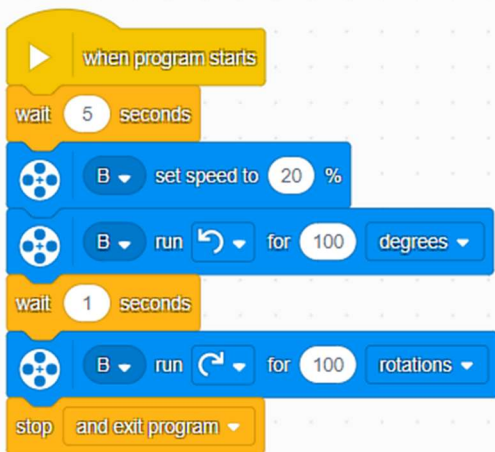 when program starts
wait 5 seconds
B set speed to 20 %
B run for 100 degrees
wait 1 seconds
B run for 100 rotations
stop and exit program